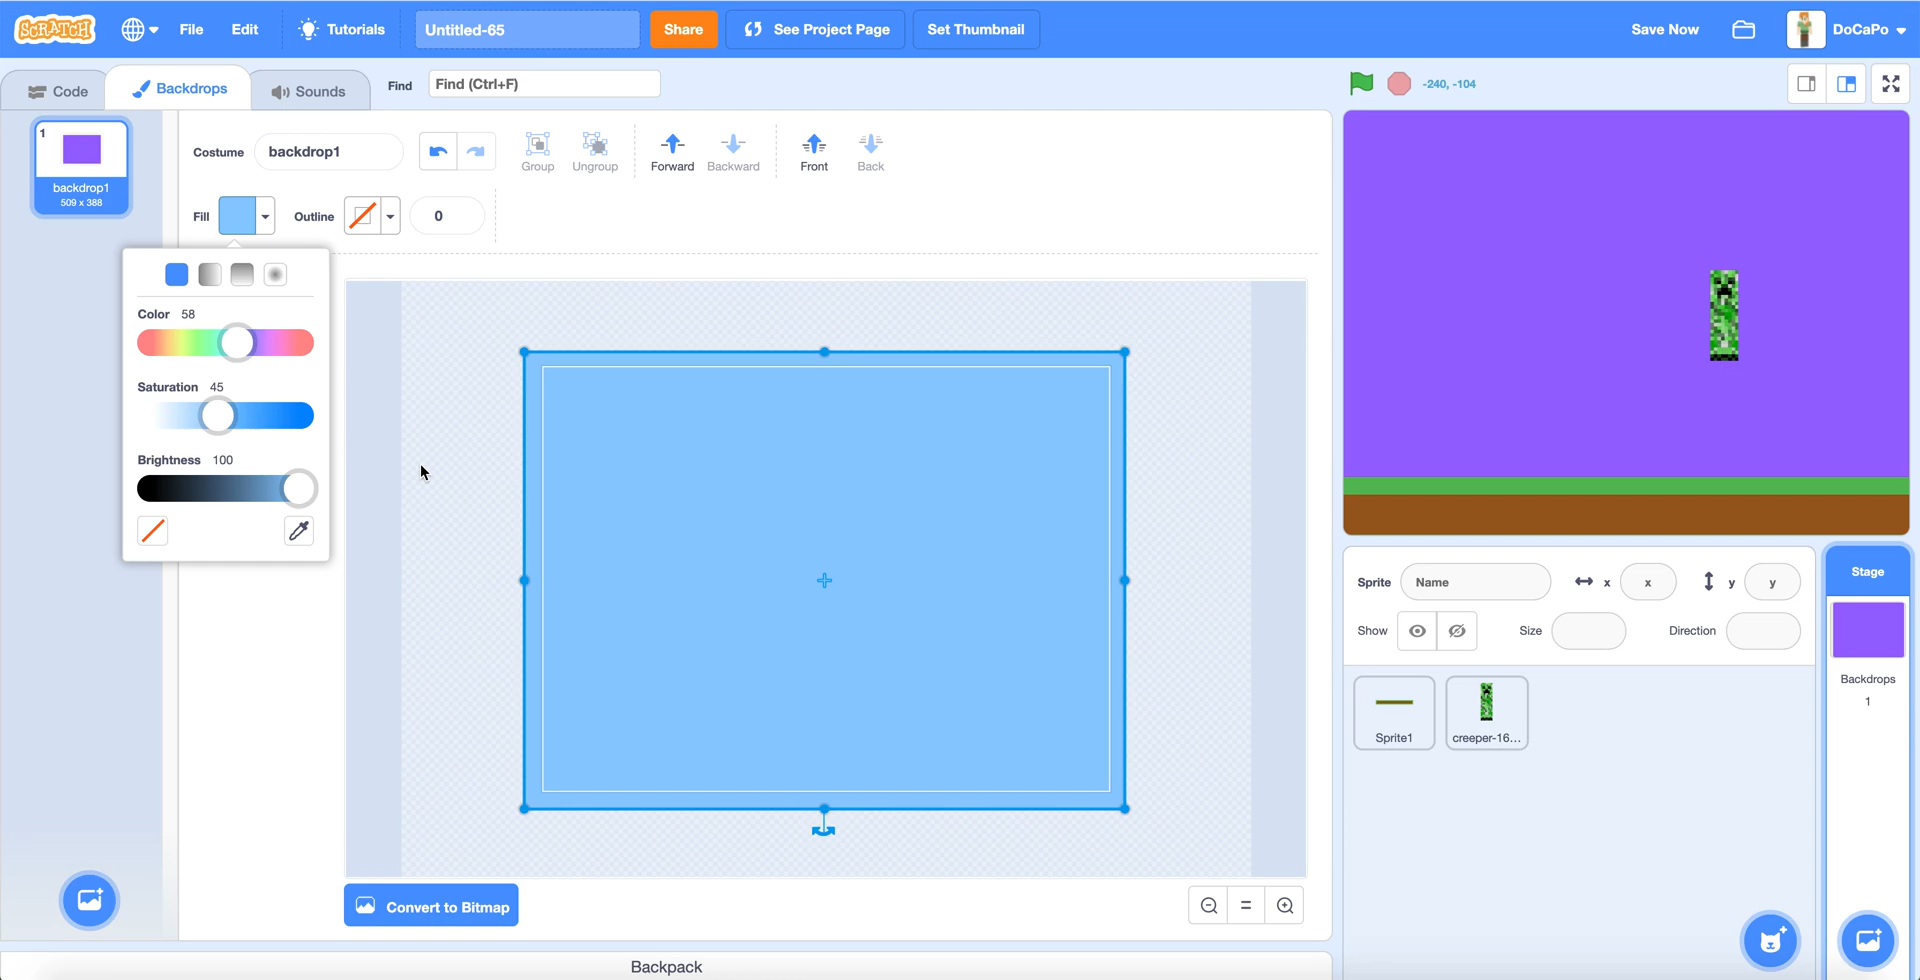 SCRATCH
File
Edit
Tutorials
Untitled-65
Share
See Project Page
Set Thumbnail
Save Now
DoCaPo
Code
Backdrops
Sounds
Find
Find (Ctrl+F)
-240, -104
1
backdrop1
509 x 388
Costume
backdrop1
Group
Ungroup
Forward
Backward
Front
Back
Fill
Outline
0
Color 58
Saturation 45
Brightness 100
Convert to Bitmap
Backpack
Sprite
Name
x
x
y
y
Show
Size
Direction
Stage
Backdrops
1
Sprite1
creeper-16...